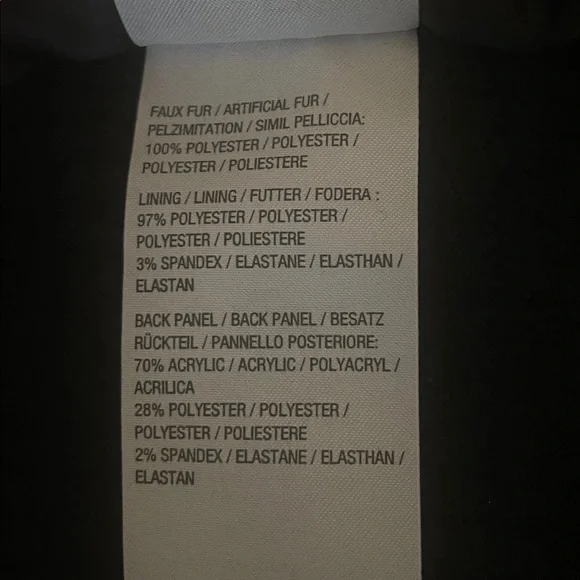 FAUX FUR / ARTIFICIAL FUR /
PELZIMITATION / SIMIL PELLICCIA:
100% POLYESTER / POLYESTER /
POLYESTER / POLIESTERE
LINING / LINING / FUTTER / FODERA :
97% POLYESTER / POLYESTER /
POLYESTER / POLIESTERE
3% SPANDEX / ELASTANE / ELASTHAN /
ELASTAN
BACK PANEL / BACK PANEL / BESATZ
RÜCKTEIL / PANNELLO POSTERIORE:
70% ACRYLIC / ACRYLIC / POLYACRYL /
ACRILICA
28% POLYESTER / POLYESTER /
POLYESTER / POLIESTERE
2% SPANDEX / ELASTANE / ELASTHAN /
ELASTAN